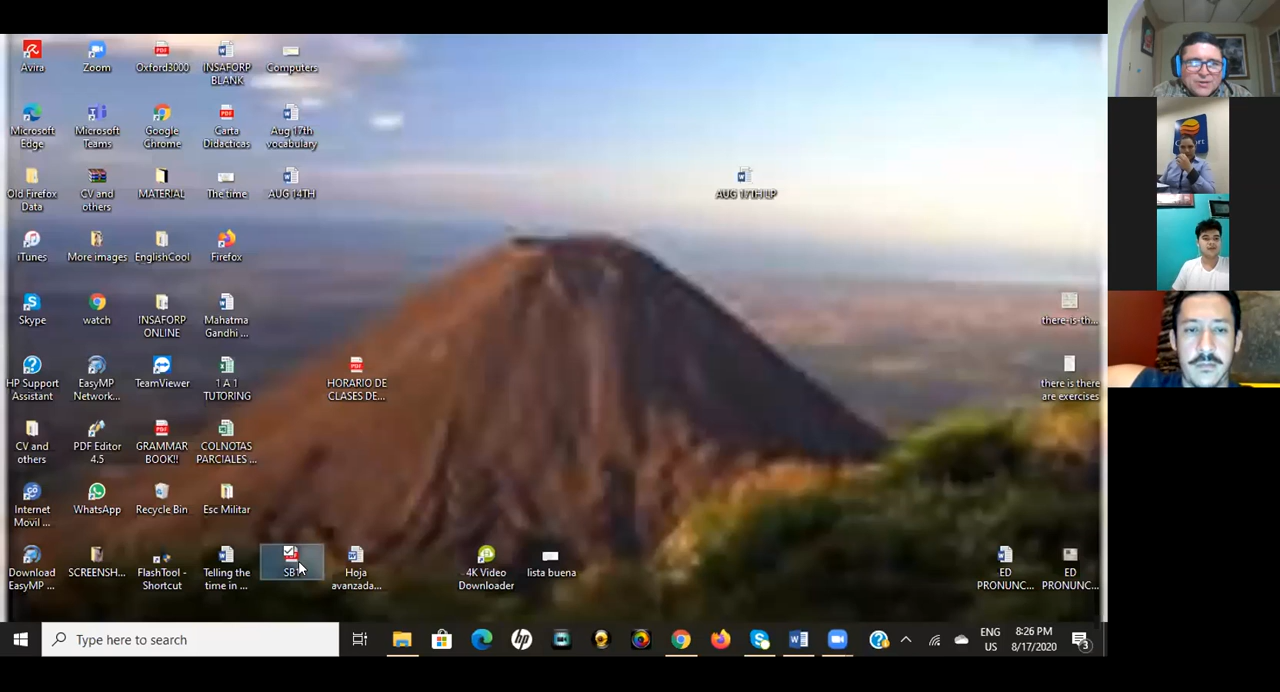 Avira
Zoom
Oxford3000
INSAFORP
BLANK
Computers
Microsoft
Edge
Microsoft
Teams
Google
Chrome
Carta
Didacticas
Aug 17th
vocabulary
Old Firefox
Data
CV and
others
MATERIAL
The time
AUG 14TH
AUG 17TH LP
iTunes
More images
EnglishCool
Firefox
Skype
watch
INSAFORP
ONLINE
Mahatma
Gandhi ...
there-is-th...
HP Support
Assistant
EasyMP
Network...
TeamViewer
1 A 1
TUTORING
HORARIO DE
CLASES DE...
there is there
are exercises
CV and
others
PDF Editor
4.5
GRAMMAR
BOOK!!
COLNOTAS
PARCIALES ...
Internet
Movil ...
WhatsApp
Recycle Bin
Esc Militar
Download
EasyMP ...
SCREENSH...
FlashTool -
Shortcut
Telling the
time in ...
SB1
Hoja
avanzada...
4K Video
Downloader
lista buena
ED
PRONUNC...
ED
PRONUNC...
Type here to search
ENG
US
8:26 PM
8/17/2020
3